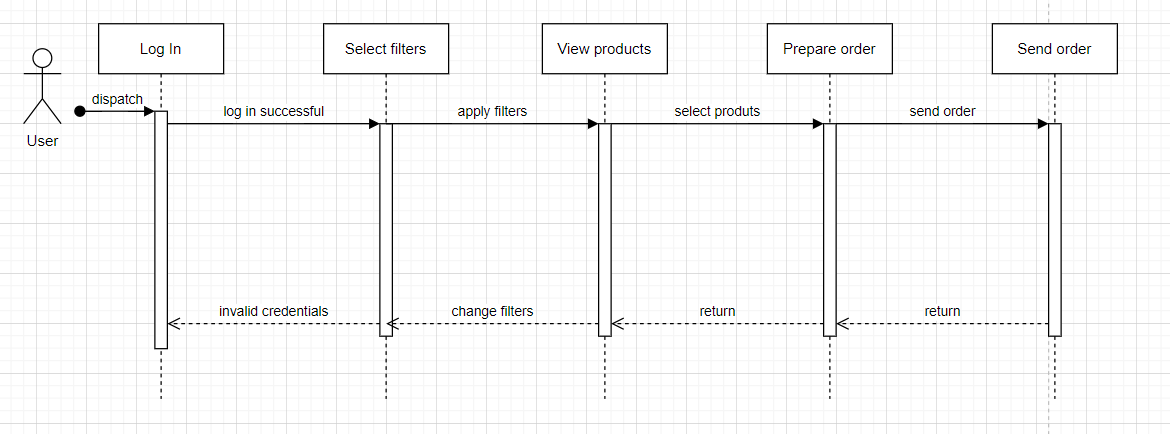 Log In
Select filters
View products
Prepare order
Send order
User
dispatch
log in successful
apply filters
select produts
send order
invalid credentials
change filters
return
return